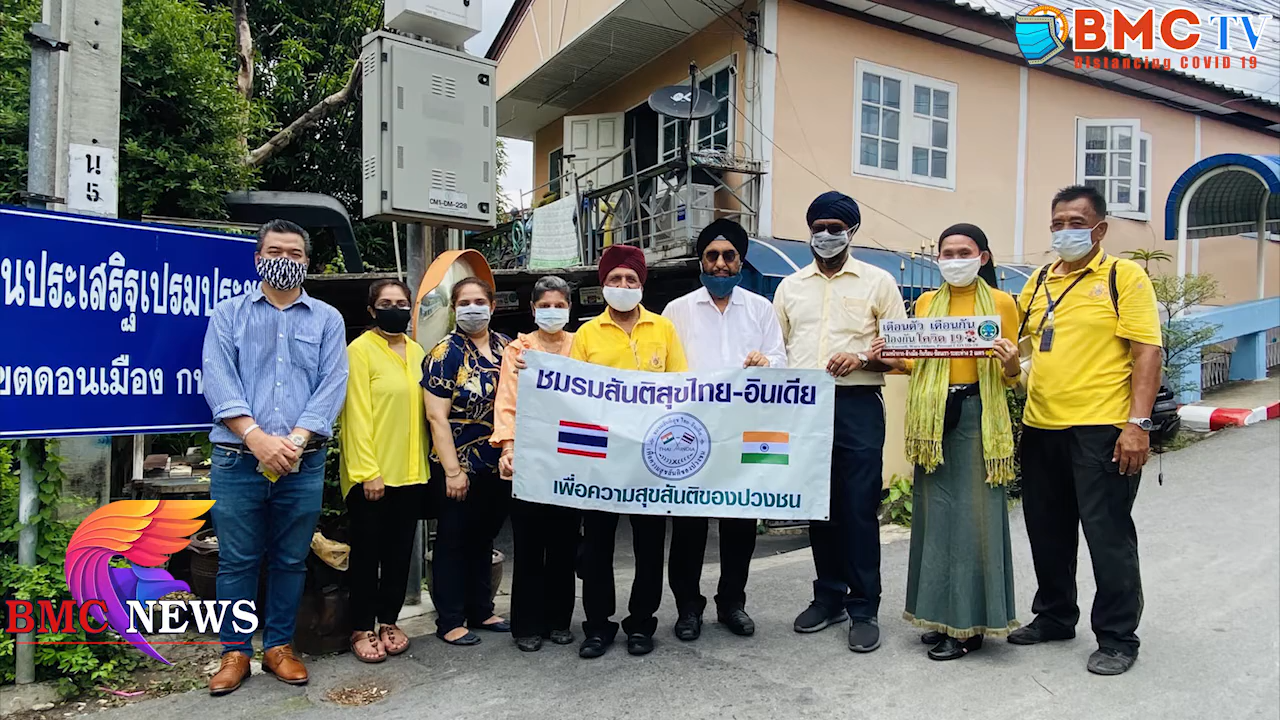 BMC TV
Distancing COVID 19
น
5
CM1-DM-228
นประเสริฐเปรมประ
ขตดอนเมือง ก
เตือนตัว เตือนกัน
ป้องกันโควิด 19
ชมรมสันติสุขไทย-อินเดีย
เพื่อความสุขสันติของปวงชน
BMC NEWS